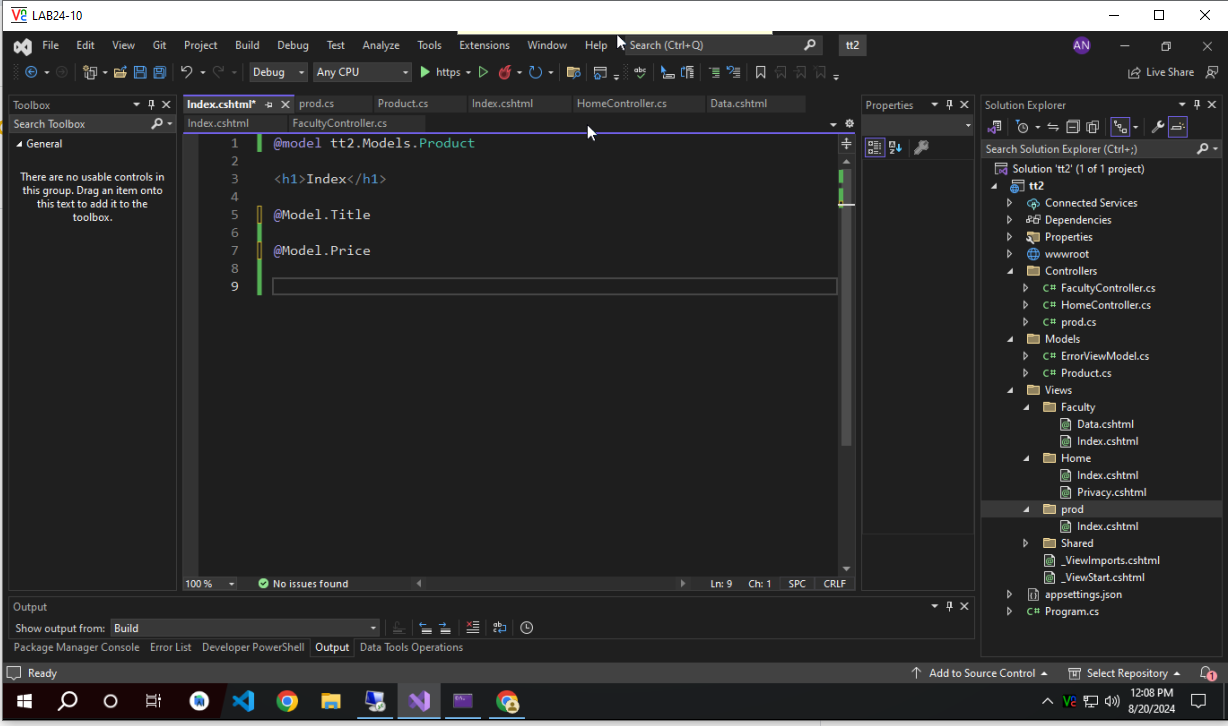 LAB24-10
File Edit View Git Project Build Debug Test Analyze Tools Extensions Window Help Search (Ctrl+Q) tt2 AN
Debug Any CPU https Live Share
Toolbox
Search Toolbox
General
There are no usable controls in
this group. Drag an item onto
this text to add it to the
toolbox.
Index.cshtml* prod.cs Product.cs Index.cshtml HomeController.cs Data.cshtml
Index.cshtml FacultyController.cs
1 @model tt2.Models.Product
2
3 <h1>Index</h1>
4
5 @Model.Title
6
7 @Model.Price
8
9
100 % No issues found Ln: 9 Ch: 1 SPC CRLF
Properties
Solution Explorer
Search Solution Explorer (Ctrl+;)
Solution 'tt2' (1 of 1 project)
tt2
Connected Services
Dependencies
Properties
wwwroot
Controllers
C# FacultyController.cs
C# HomeController.cs
C# prod.cs
Models
C# ErrorViewModel.cs
C# Product.cs
Views
Faculty
Data.cshtml
Index.cshtml
Home
Index.cshtml
Privacy.cshtml
prod
Index.cshtml
Shared
_ViewImports.cshtml
_ViewStart.cshtml
appsettings.json
C# Program.cs
Output
Show output from: Build
Package Manager Console Error List Developer PowerShell Output Data Tools Operations
Ready Add to Source Control Select Repository 1
12:08 PM
8/20/2024